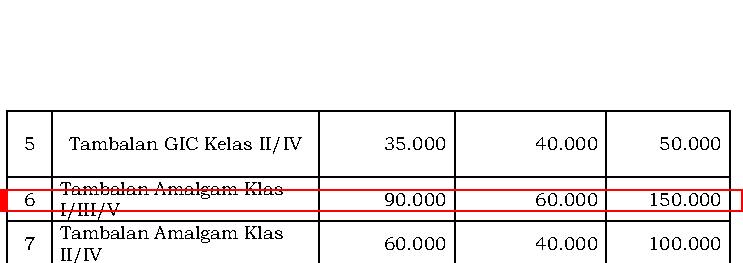 5 Tambalan GIC Kelas II/IV 35.000 40.000 50.000
Tambalan Amalgam Klas
6 90.000 60.000 150.000
I/III/V
Tambalan Amalgam Klas
7 60.000 40.000 100.000
II/IV